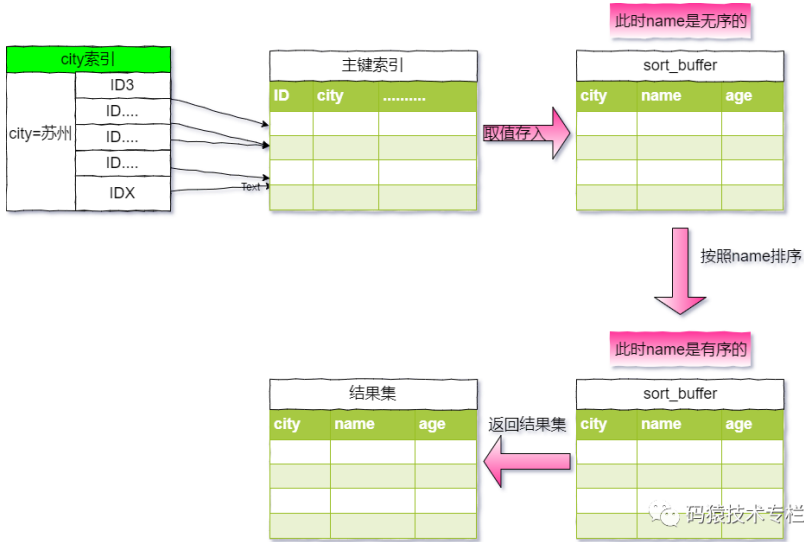 此时name是无序的
city索引
主键索引
sort_buffer
ID3
ID city ..........
city name age
ID....
city=苏州
ID....
取值存入
ID....
IDX
Text
按照name排序
此时name是有序的
结果集
sort_buffer
city name age
返回结果集
city name age
码猿技术专栏